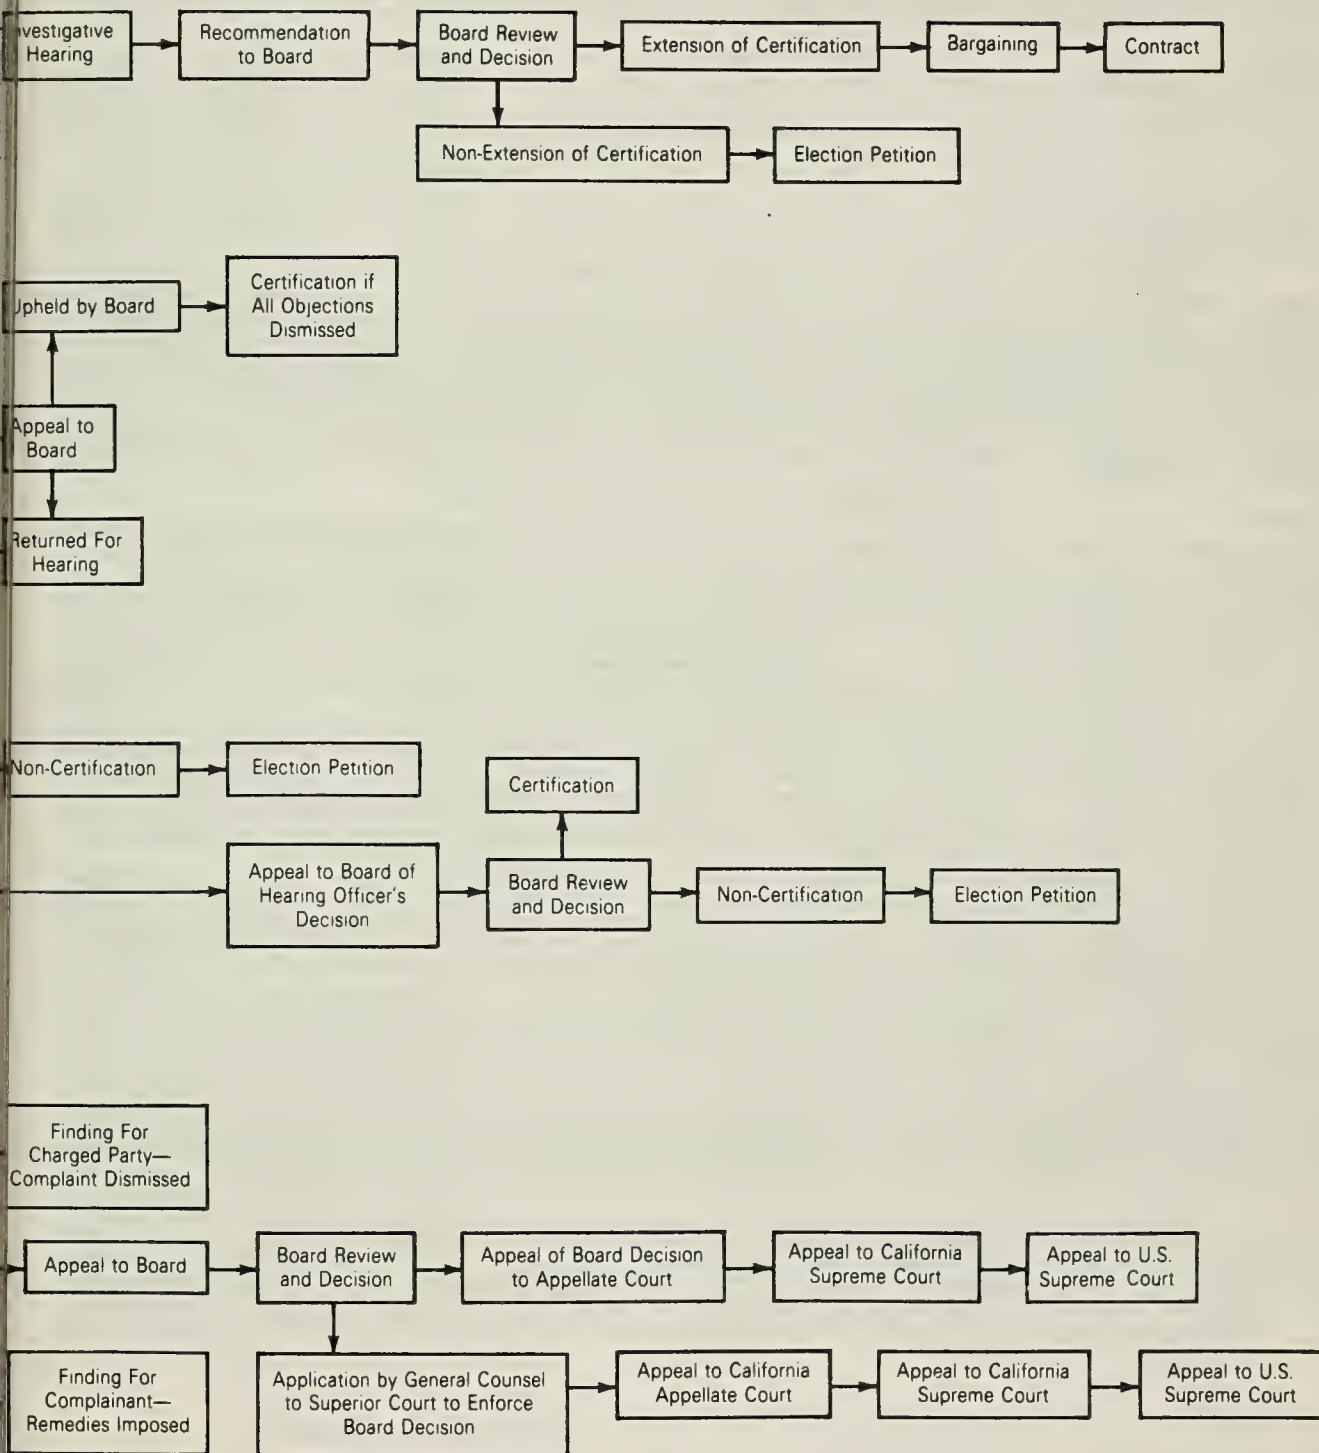 Investigative
Hearing
Recommendation
to Board
Board Review
and Decision
Extension of Certification
Bargaining
Contract
Non-Extension of Certification
Election Petition
Upheld by Board
Certification if
All Objections
Dismissed
Appeal to
Board
Returned For
Hearing
Non-Certification
Election Petition
Certification
Appeal to Board of
Hearing Officer's
Decision
Board Review
and Decision
Non-Certification
Election Petition
Finding For
Charged Party—
Complaint Dismissed
Appeal to Board
Board Review
and Decision
Appeal of Board Decision
to Appellate Court
Appeal to California
Supreme Court
Appeal to U.S.
Supreme Court
Finding For
Complainant—
Remedies Imposed
Application by General Counsel
to Superior Court to Enforce
Board Decision
Appeal to California
Appellate Court
Appeal to California
Supreme Court
Appeal to U.S.
Supreme Court